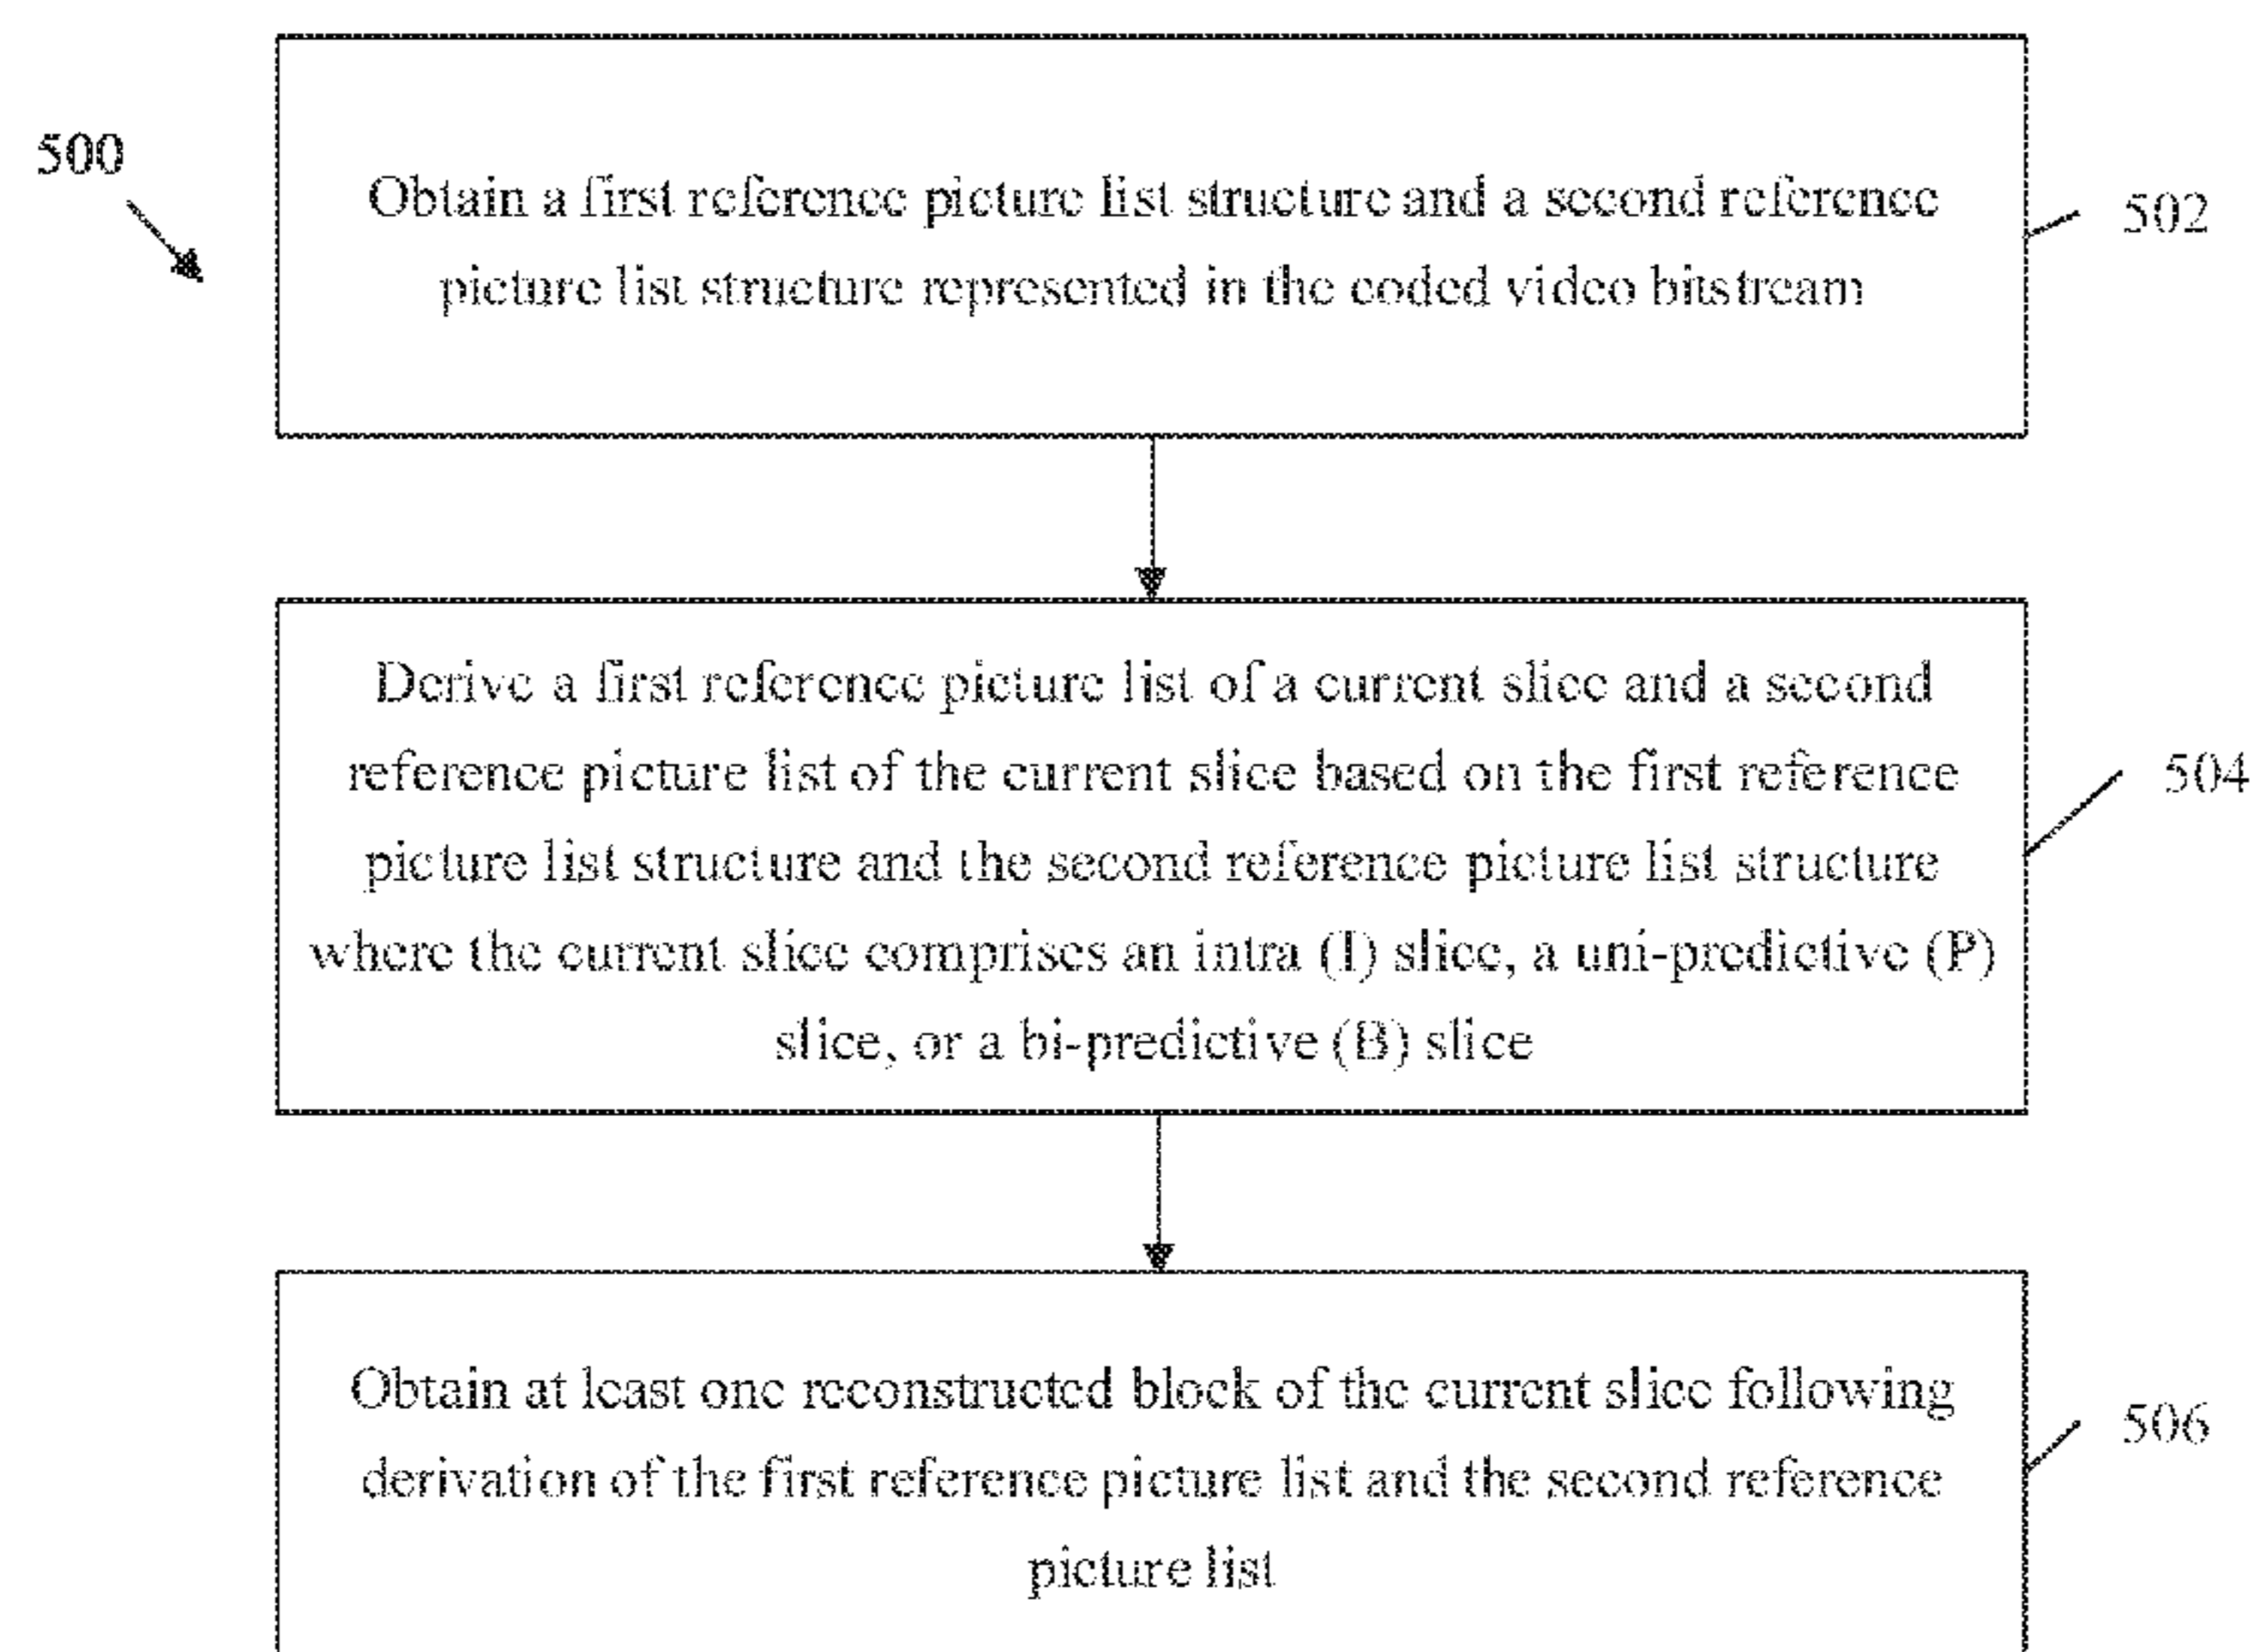 500
Obtain a first reference picture list structure and a second reference
picture list structure represented in the coded video bitstream
502
Derive a first reference picture list of a current slice and a second
reference picture list of the current slice based on the first reference
picture list structure and the second reference picture list structure
where the current slice comprises an intra (I) slice, a uni-predictive (P)
slice, or a bi-predictive (B) slice
504
Obtain at least one reconstructed block of the current slice following
derivation of the first reference picture list and the second reference
picture list
506